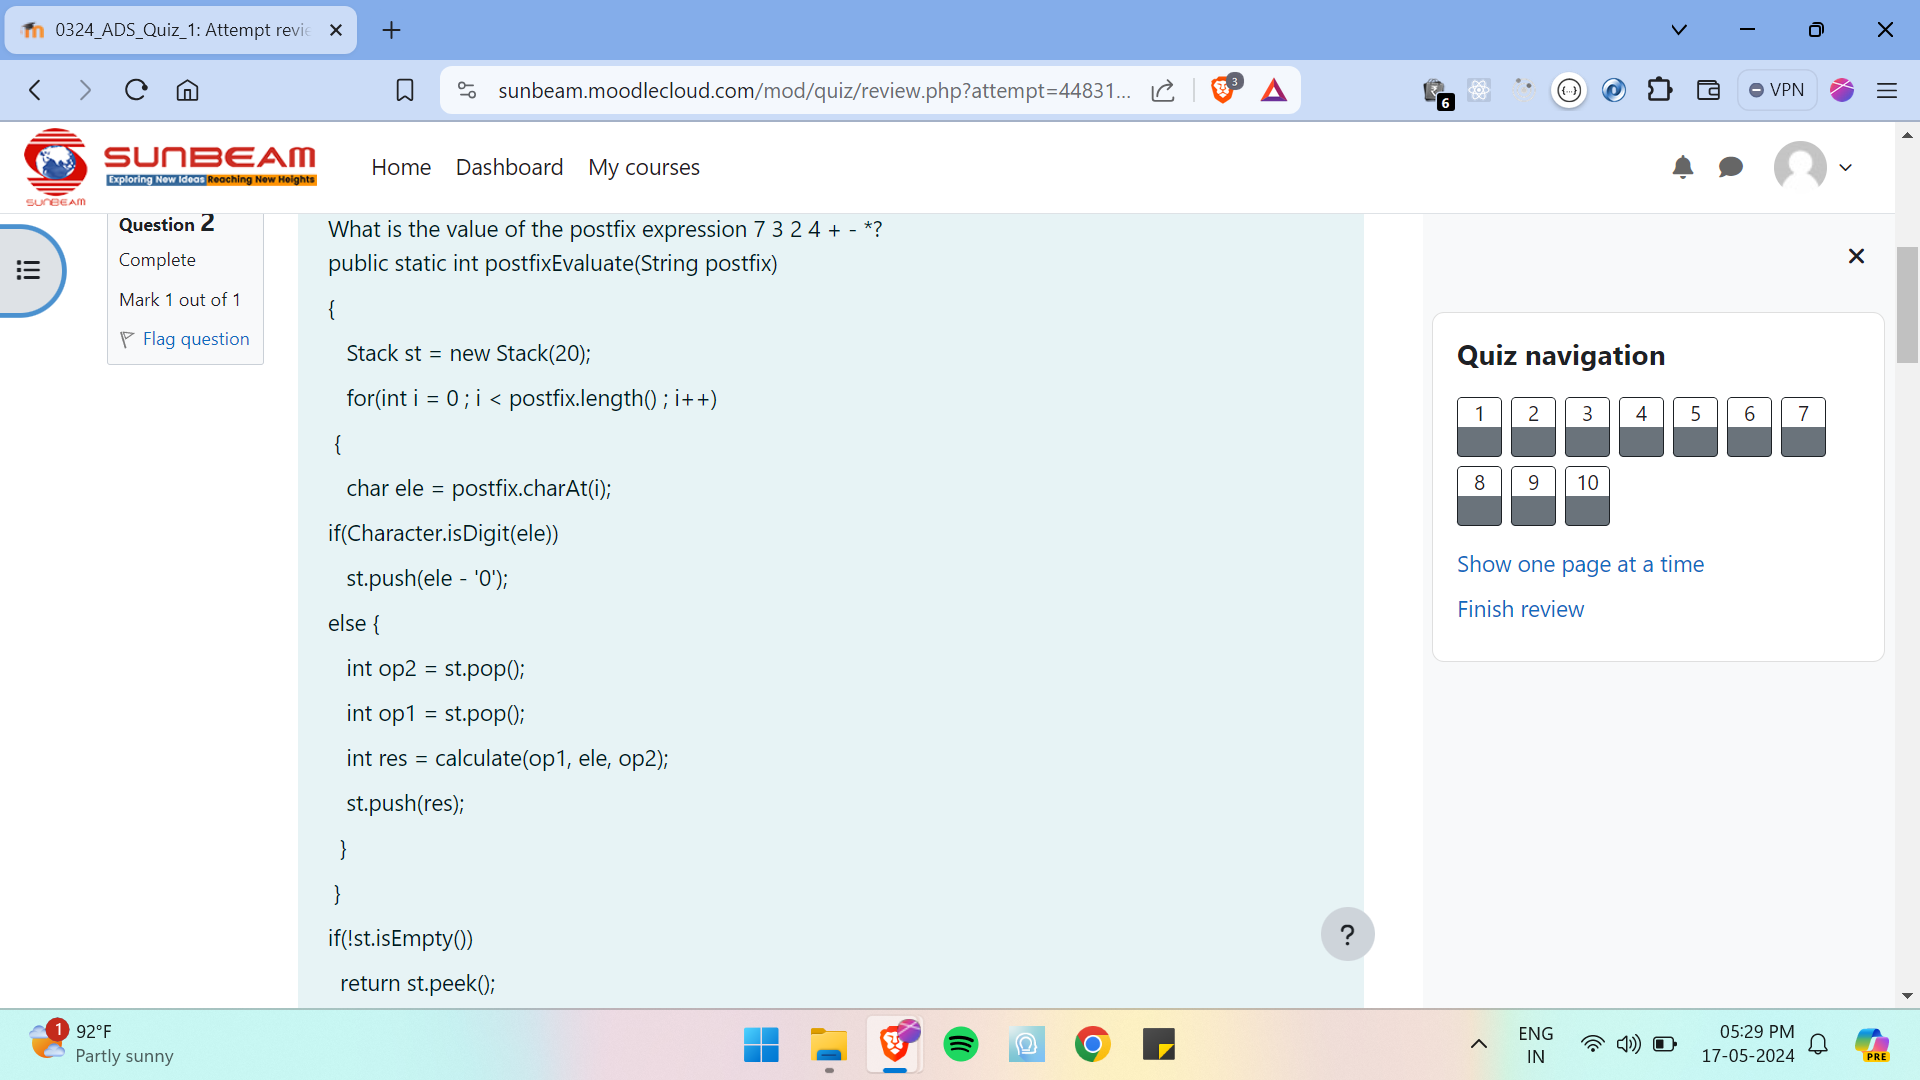 0324_ADS_Quiz_1: Attempt revie
sunbeam.moodlecloud.com/mod/quiz/review.php?attempt=44831...
3
6
VPN
SUNBEAM
Exploring New Ideas Reaching New Heights
SUNBEAM
Home Dashboard My courses
Question 2
Complete
Mark 1 out of 1
Flag question
What is the value of the postfix expression 7 3 2 4 + - *?
public static int postfixEvaluate(String postfix)
{
Stack st = new Stack(20);
for(int i = 0 ; i < postfix.length() ; i++)
{
char ele = postfix.charAt(i);
if(Character.isDigit(ele))
st.push(ele - '0');
else {
int op2 = st.pop();
int op1 = st.pop();
int res = calculate(op1, ele, op2);
st.push(res);
}
}
if(!st.isEmpty())
return st.peek();
Quiz navigation
1 2 3 4 5 6 7
8 9 10
Show one page at a time
Finish review
?
1
92°F
Partly sunny
ENG
IN
05:29 PM
17-05-2024
PRE